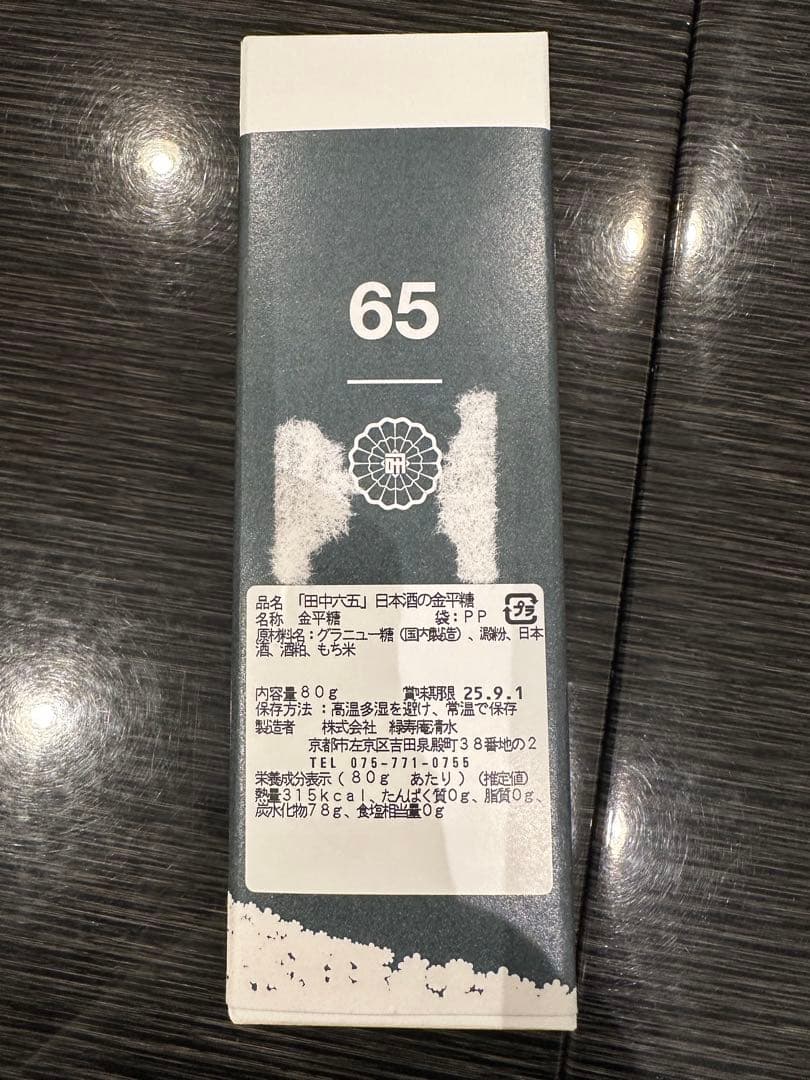 65
品名 「田中六五」日本酒の金平糖
名称 金平糖 袋:PP プラ
原材料名:グラニュー糖(国内製造)、澱粉、日本
酒、酒粕、もち米
内容量80g 賞味期限 25.9.1
保存方法:高温多湿を避け、常温で保存
製造者 株式会社 緑寿庵清水
京都市左京区吉田泉殿町38番地の2
TEL 075-771-0755
栄養成分表示(80g あたり)(推定値)
熱量315kcal、たんぱく質0g、脂質0g、
炭水化物78g、食塩相当量0g